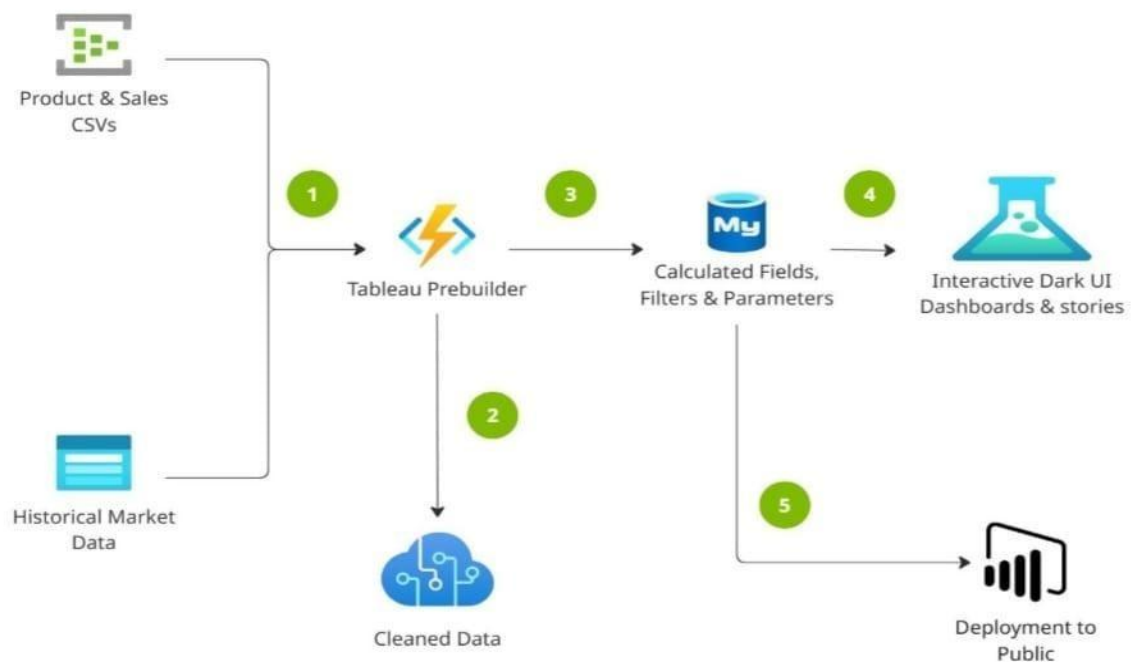 Product & Sales
CSVs
1
3
4
Tableau Prebuilder
My
Calculated Fields,
Filters & Parameters
Interactive Dark UI
Dashboards & stories
2
Historical Market
Data
5
Cleaned Data
Deployment to
Public